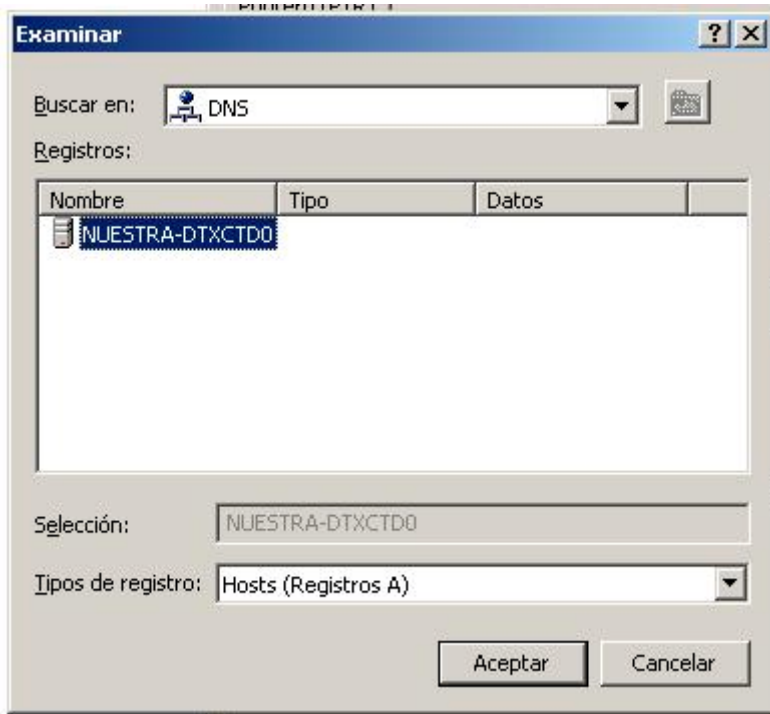 Examinar
Buscar en: DNS
Registros:
Nombre Tipo Datos
NUESTRA-DTXCTD0
Selección: NUESTRA-DTXCTD0
Tipos de registro: Hosts (Registros A)
Aceptar Cancelar